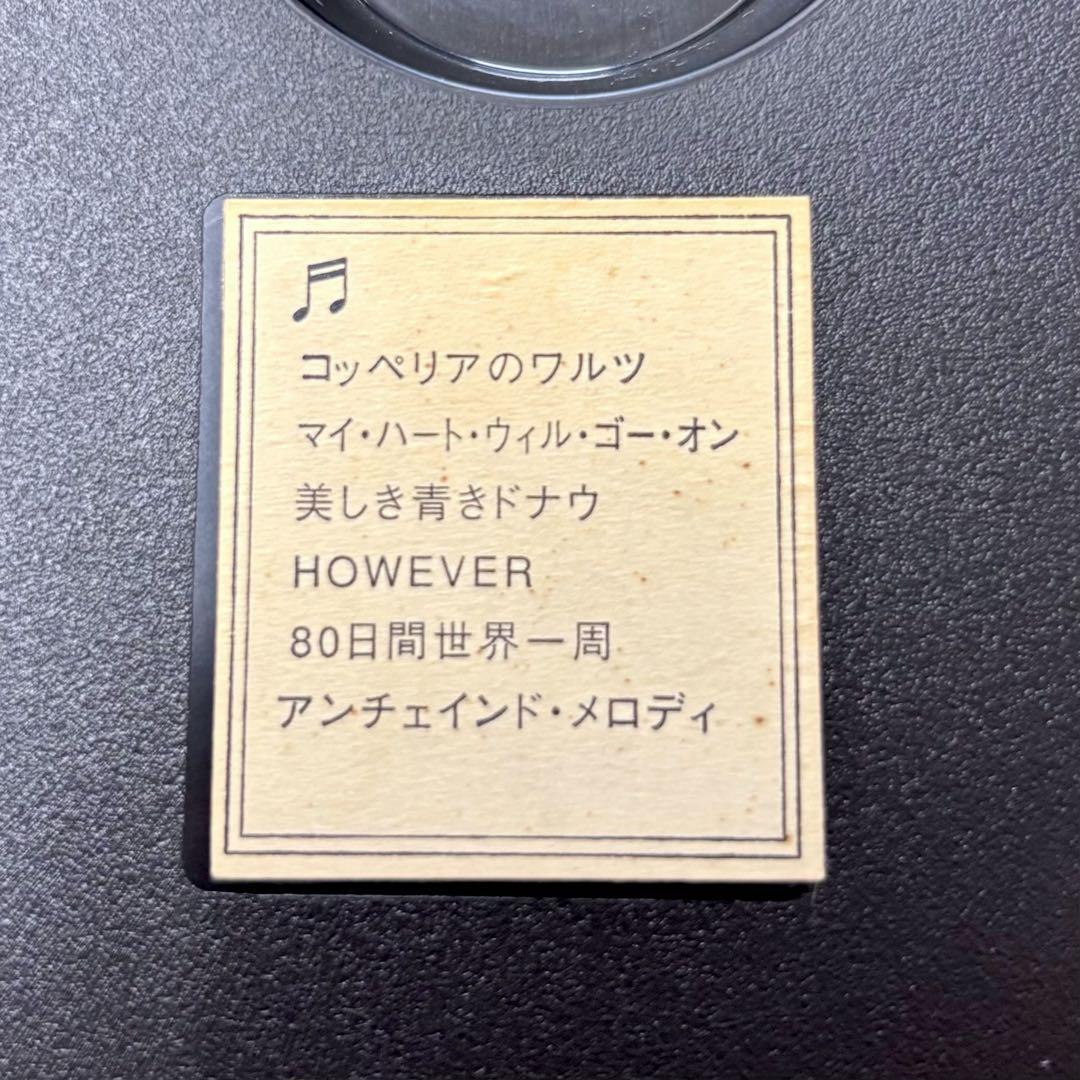 コッペリアのワルツ
マイ・ハート・ウィル・ゴー・オン
美しき青きドナウ
HOWEVER
80日間世界一周
アンチェインド・メロディ